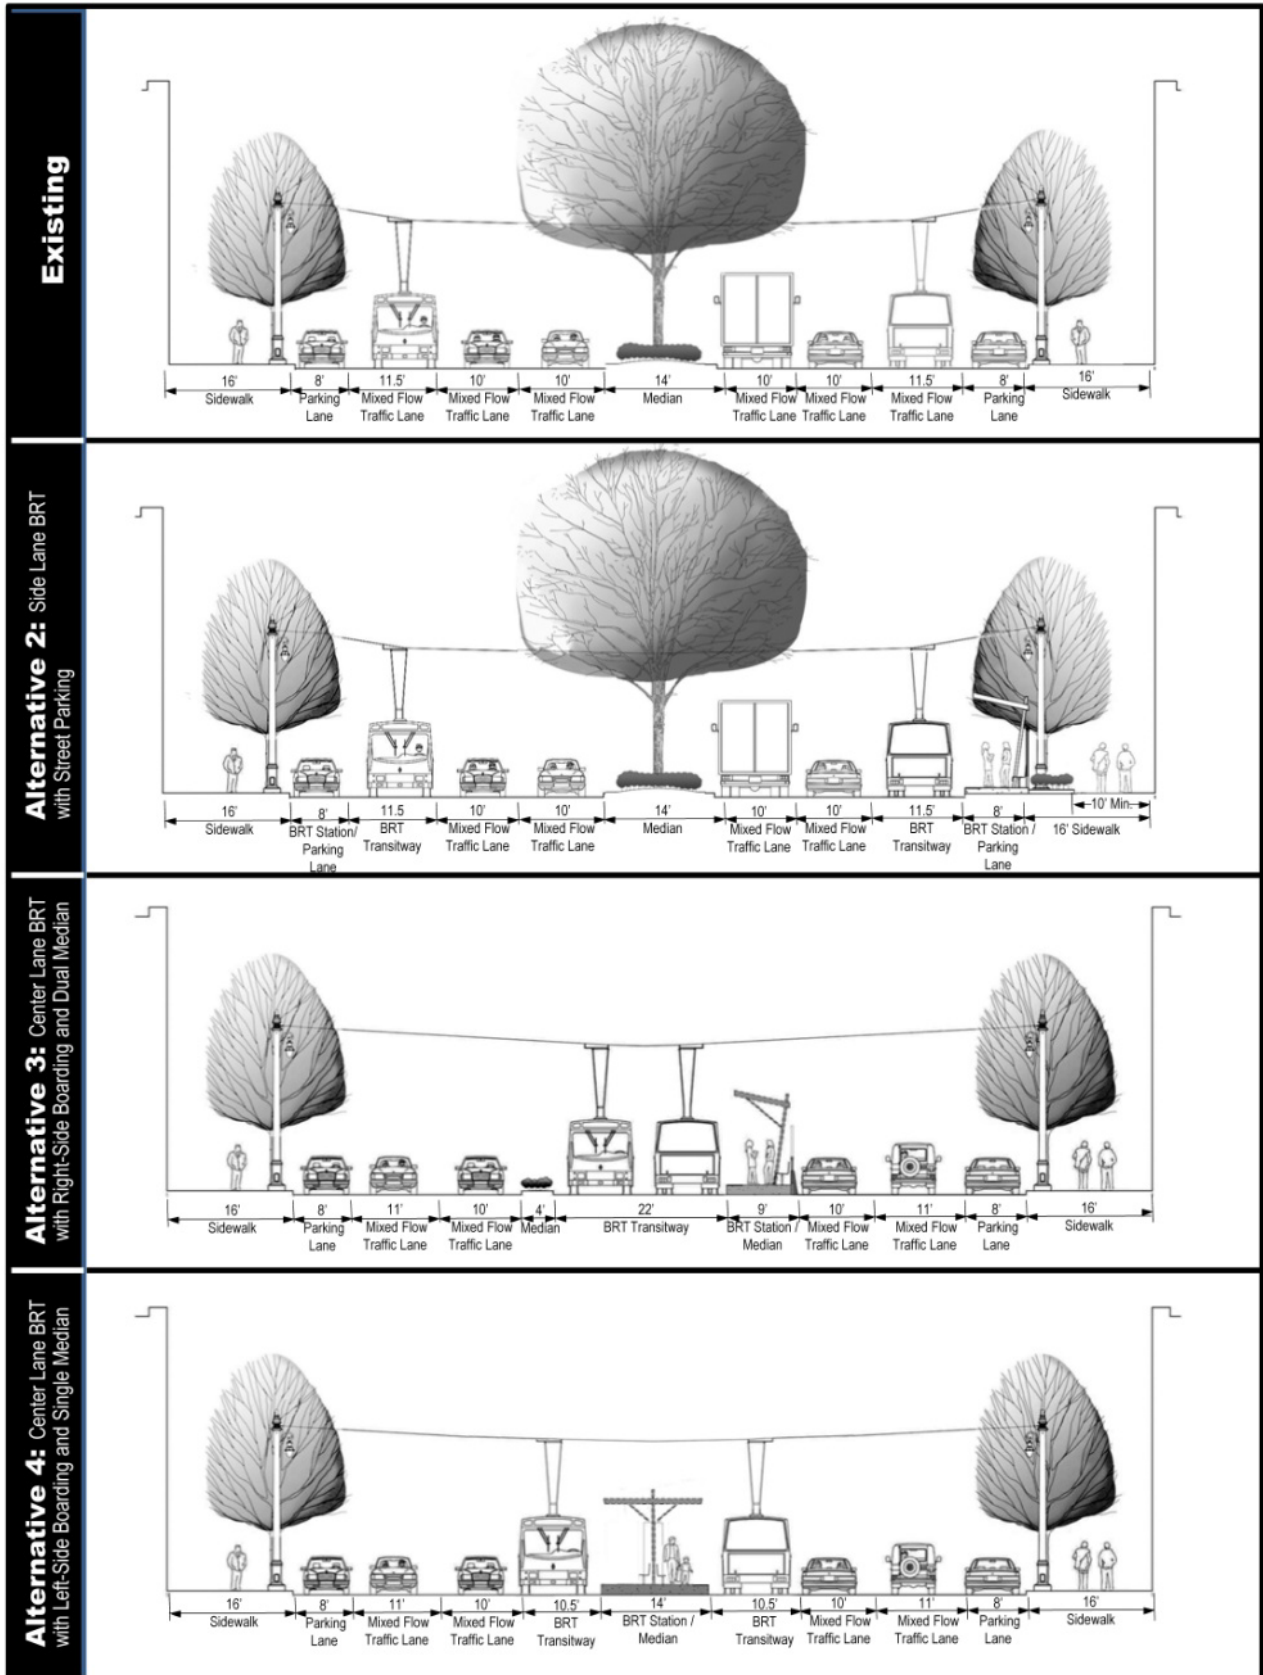 Existing
16' 8' 11.5' 10' 10' 14' 10' 10' 11.5' 8' 16'
Sidewalk Parking Mixed Flow Mixed Flow Mixed Flow Median Mixed Flow Mixed Flow Mixed Flow Parking Sidewalk
Lane Traffic Lane Traffic Lane Traffic Lane Traffic Lane Traffic Lane Traffic Lane Lane
Alternative 2: Side Lane BRT
with Street Parking
16' 8' 11.5 10' 10' 14' 10' 10' 11.5' 8' 10' Min.
Sidewalk BRT Station/ BRT Mixed Flow Mixed Flow Median Mixed Flow Mixed Flow BRT BRT Station / 16' Sidewalk
Parking Transitway Traffic Lane Traffic Lane Traffic Lane Traffic Lane Transitway Parking
Lane Lane
Alternative 3: Center Lane BRT
with Right-Side Boarding and Dual Median
16' 8' 11' 10' 4' 22' 9' 10' 11' 8' 16'
Sidewalk Parking Mixed Flow Mixed Flow Median BRT Transitway BRT Station / Mixed Flow Mixed Flow Parking Sidewalk
Lane Traffic Lane Traffic Lane Median Traffic Lane Traffic Lane Lane
Alternative 4: Center Lane BRT
with Left-Side Boarding and Single Median
16' 8' 11' 10' 10.5' 14' 10.5' 10' 11' 8' 16'
Sidewalk Parking Mixed Flow Mixed Flow BRT BRT Station / BRT Mixed Flow Mixed Flow Parking Sidewalk
Lane Traffic Lane Traffic Lane Transitway Median Transitway Traffic Lane Traffic Lane Lane